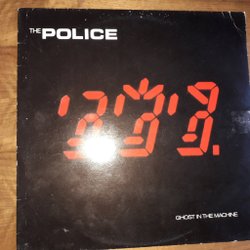 THE POLICE
GHOST IN THE MACHINE